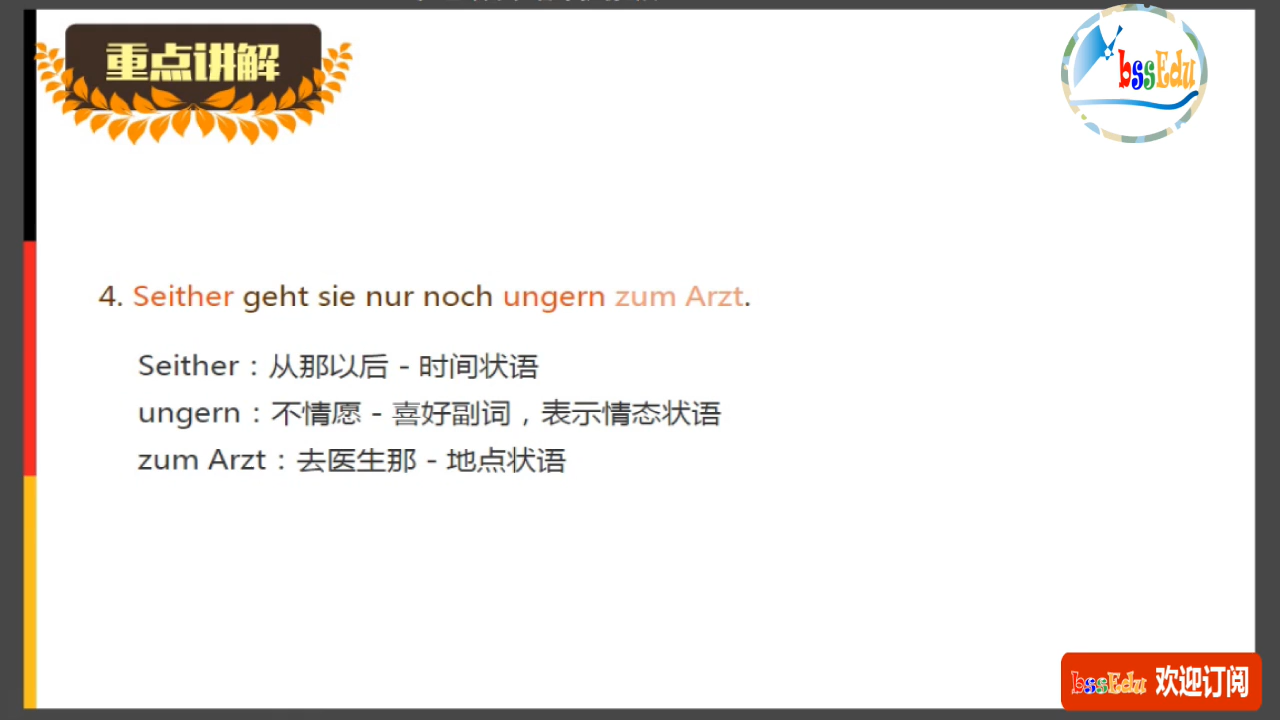 重点讲解
bssEdu
4. Seither geht sie nur noch ungern zum Arzt.
Seither：从那以后 - 时间状语
ungern：不情愿 - 喜好副词，表示情态状语
zum Arzt：去医生那 - 地点状语
bssEdu 欢迎订阅